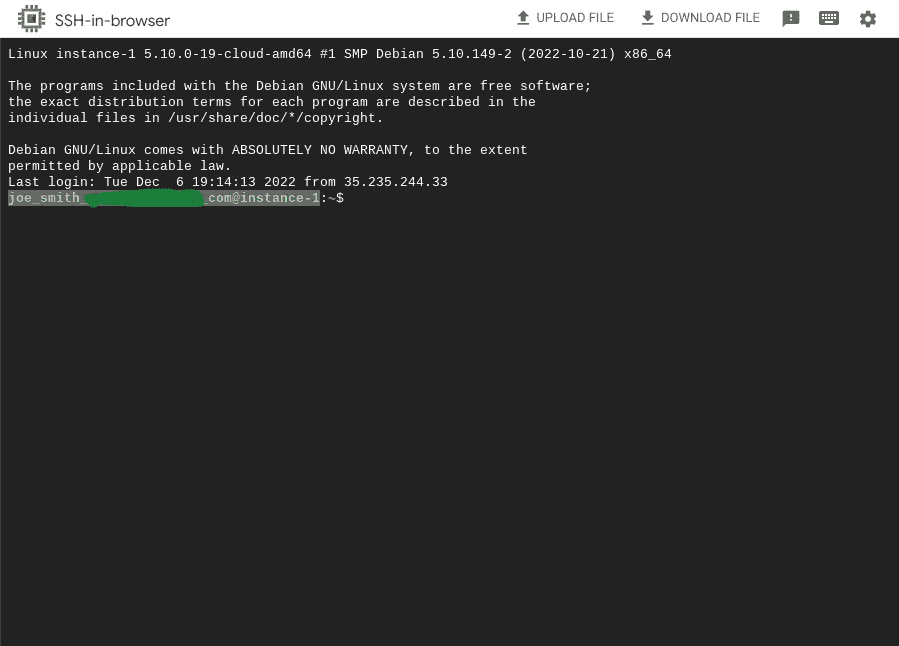 SSH-in-browser
UPLOAD FILE
DOWNLOAD FILE
Linux instance-1 5.10.0-19-cloud-amd64 #1 SMP Debian 5.10.149-2 (2022-10-21) x86_64
The programs included with the Debian GNU/Linux system are free software;
the exact distribution terms for each program are described in the
individual files in /usr/share/doc/*/copyright.
Debian GNU/Linux comes with ABSOLUTELY NO WARRANTY, to the extent
permitted by applicable law.
Last login: Tue Dec  6 19:14:13 2022 from 35.235.244.33
joe_smith_ _com@instance-1:~$